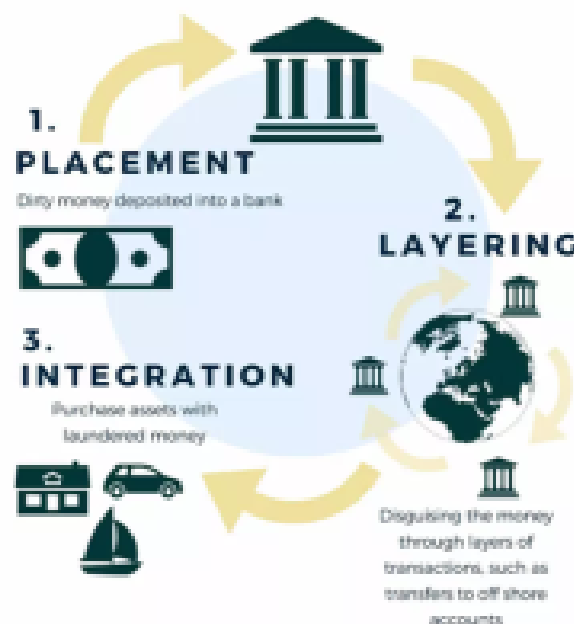 1.
PLACEMENT
Dirty money deposited into a bank
2.
LAYERING
3.
INTEGRATION
Purchase assets with
laundered money
Disguising the money
through layers of
transactions, such as
transfers to off shore
accounts